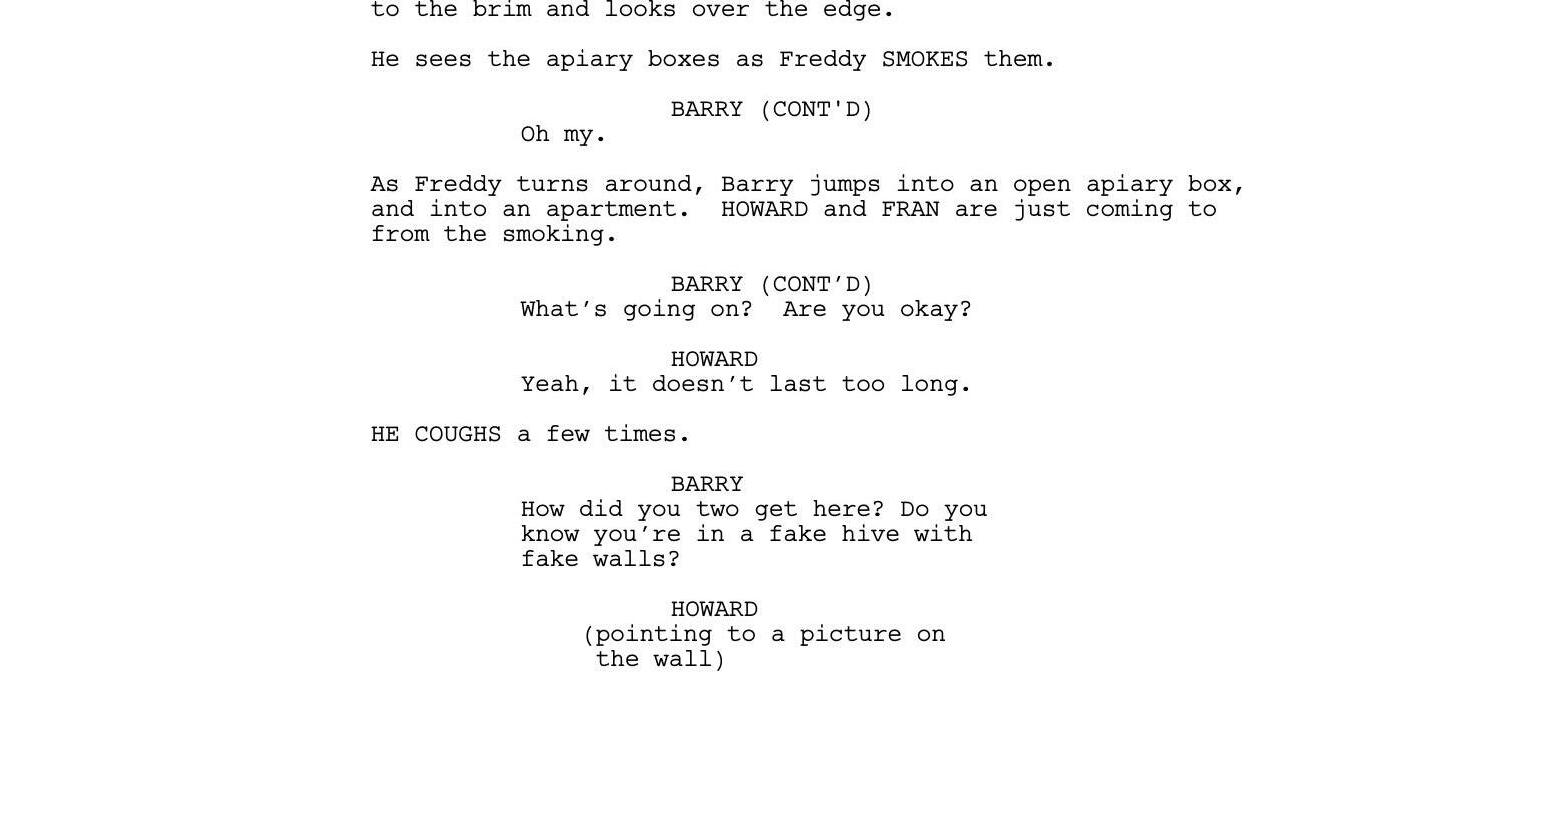 to the brim and looks over the edge.
He sees the apiary boxes as Freddy SMOKES them.
BARRY (CONT'D)
Oh my.
As Freddy turns around, Barry jumps into an open apiary box,
and into an apartment.  HOWARD and FRAN are just coming to
from the smoking.
BARRY (CONT’D)
What’s going on?  Are you okay?
HOWARD
Yeah, it doesn’t last too long.
HE COUGHS a few times.
BARRY
How did you two get here? Do you
know you’re in a fake hive with
fake walls?
HOWARD
(pointing to a picture on
the wall)